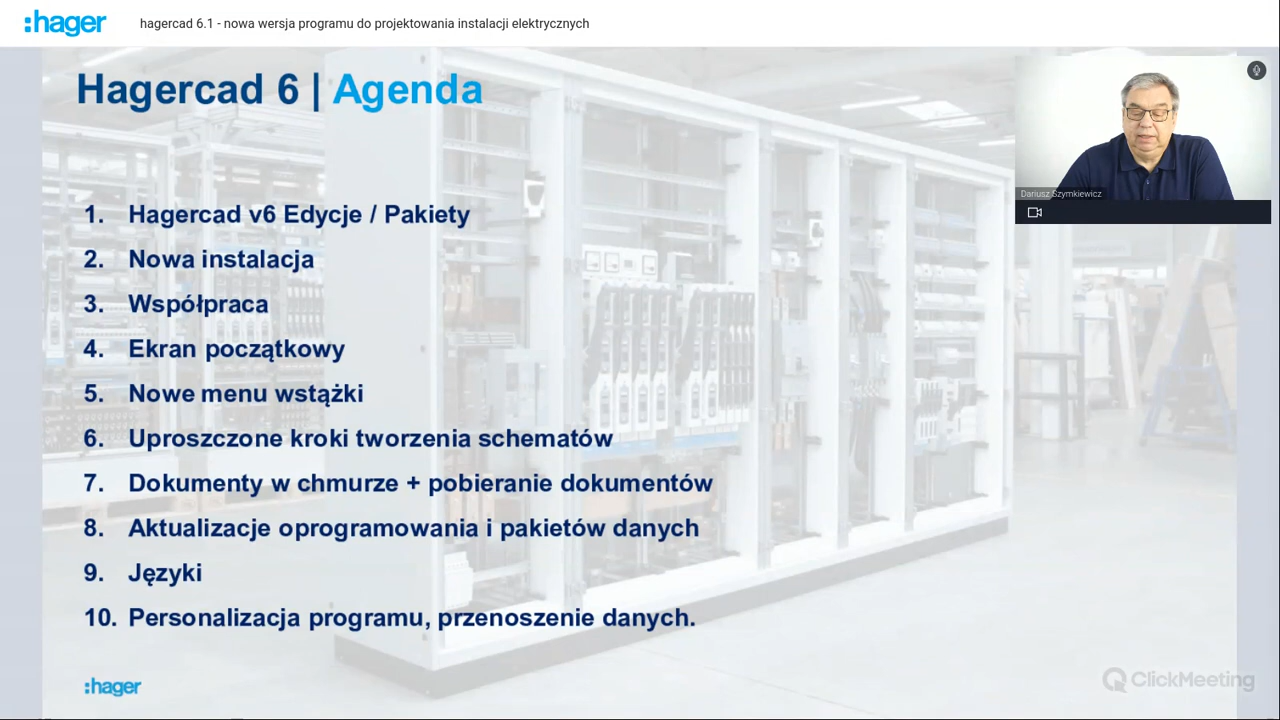 :hager
hagercad 6.1 - nowa wersja programu do projektowania instalacji elektrycznych
Hagercad 6 | Agenda
Dariusz Szymkiewicz
1. Hagercad v6 Edycje / Pakiety
2. Nowa instalacja
3. Współpraca
4. Ekran początkowy
5. Nowe menu wstążki
6. Uproszczone kroki tworzenia schematów
7. Dokumenty w chmurze + pobieranie dokumentów
8. Aktualizacje oprogramowania i pakietów danych
9. Języki
10. Personalizacja programu, przenoszenie danych.
:hager
ClickMeeting